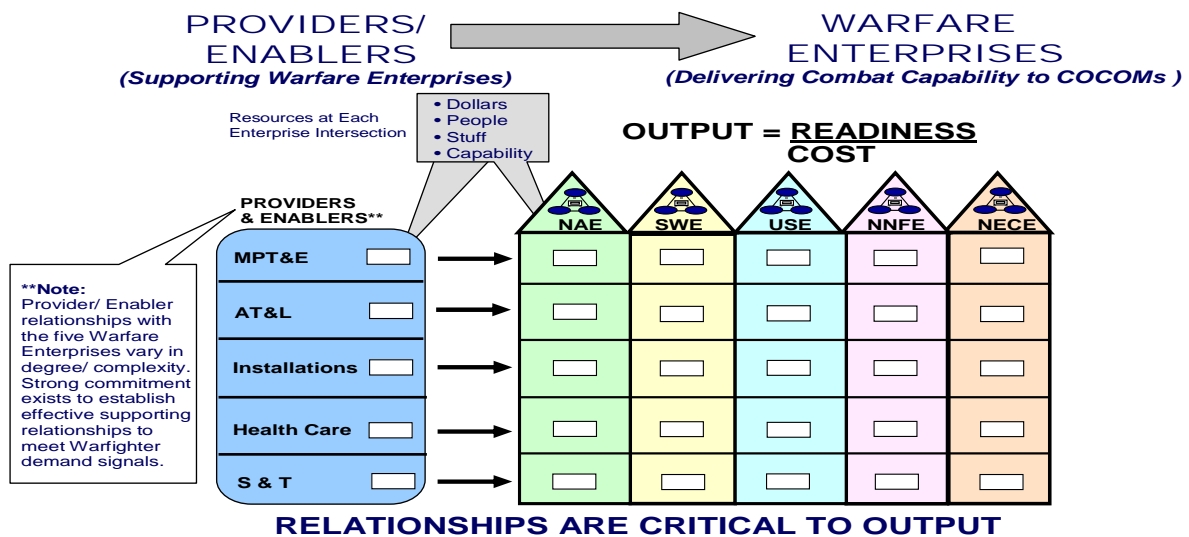 PROVIDERS/
ENABLERS
(Supporting Warfare Enterprises)
WARFARE
ENTERPRISES
(Delivering Combat Capability to COCOMs )
Resources at Each
Enterprise Intersection
• Dollars
• People
• Stuff
• Capability
OUTPUT = READINESS
COST
PROVIDERS
& ENABLERS**
NAE
SWE
USE
NNFE
NECE
MPT&E
AT&L
Installations
Health Care
S & T
**Note:
Provider/ Enabler
relationships with
the five Warfare
Enterprises vary in
degree/ complexity.
Strong commitment
exists to establish
effective supporting
relationships to
meet Warfighter
demand signals.
RELATIONSHIPS ARE CRITICAL TO OUTPUT